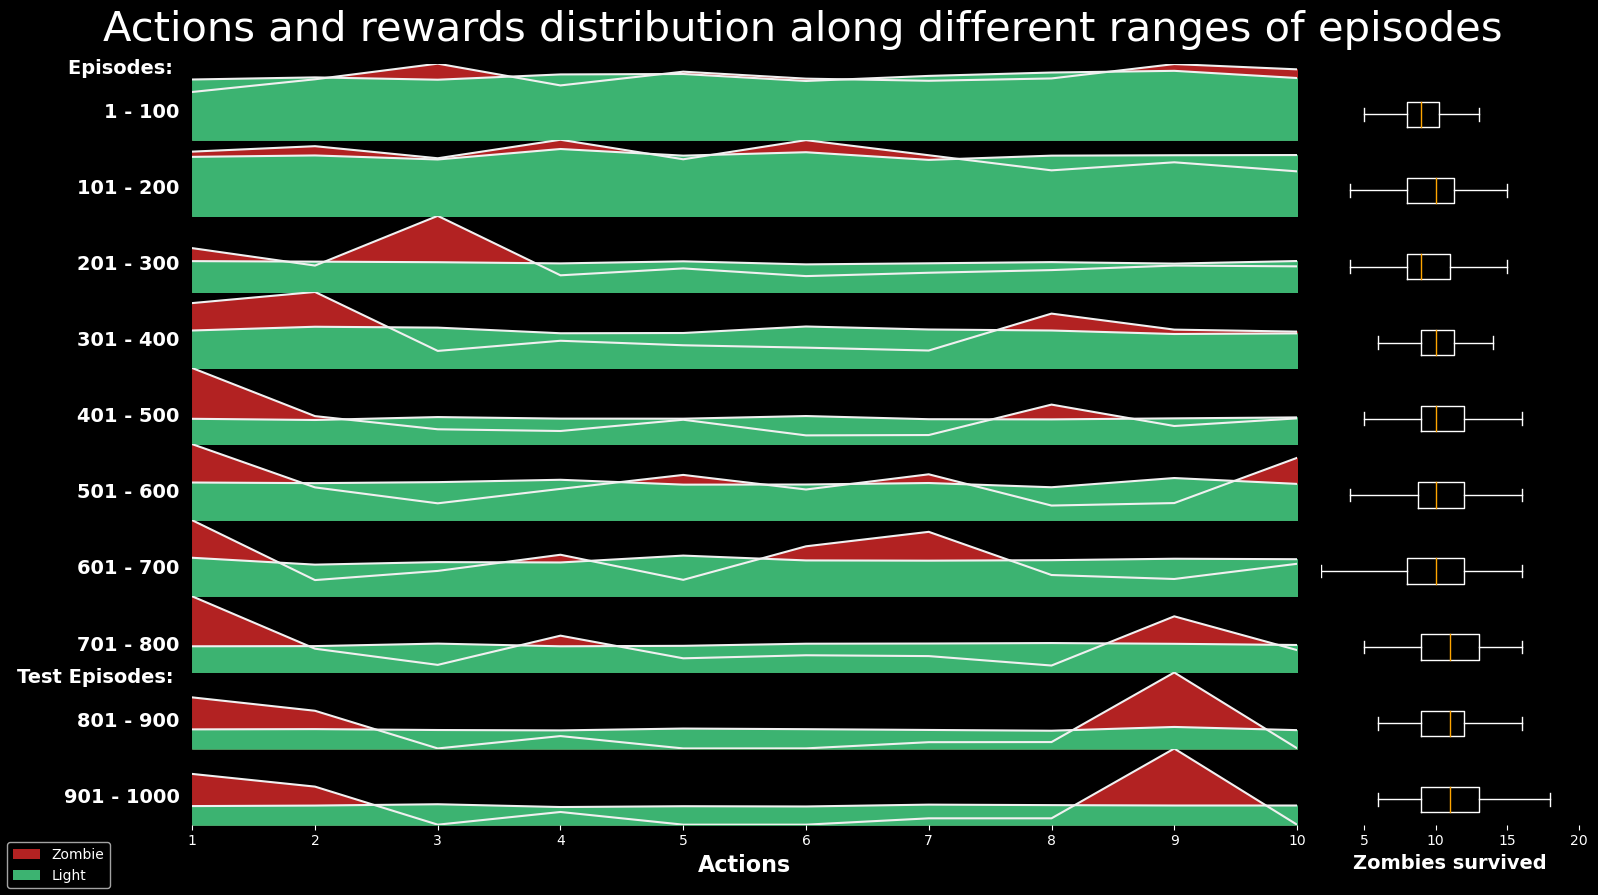 Actions and rewards distribution along different ranges of episodes
Episodes:
1 - 100
101 - 200
201 - 300
301 - 400
401 - 500
501 - 600
601 - 700
701 - 800
Test Episodes:
801 - 900
901 - 1000
1 2 3 4 5 6 7 8 9 10
5 10 15 20
Actions
Zombies survived
Zombie
Light